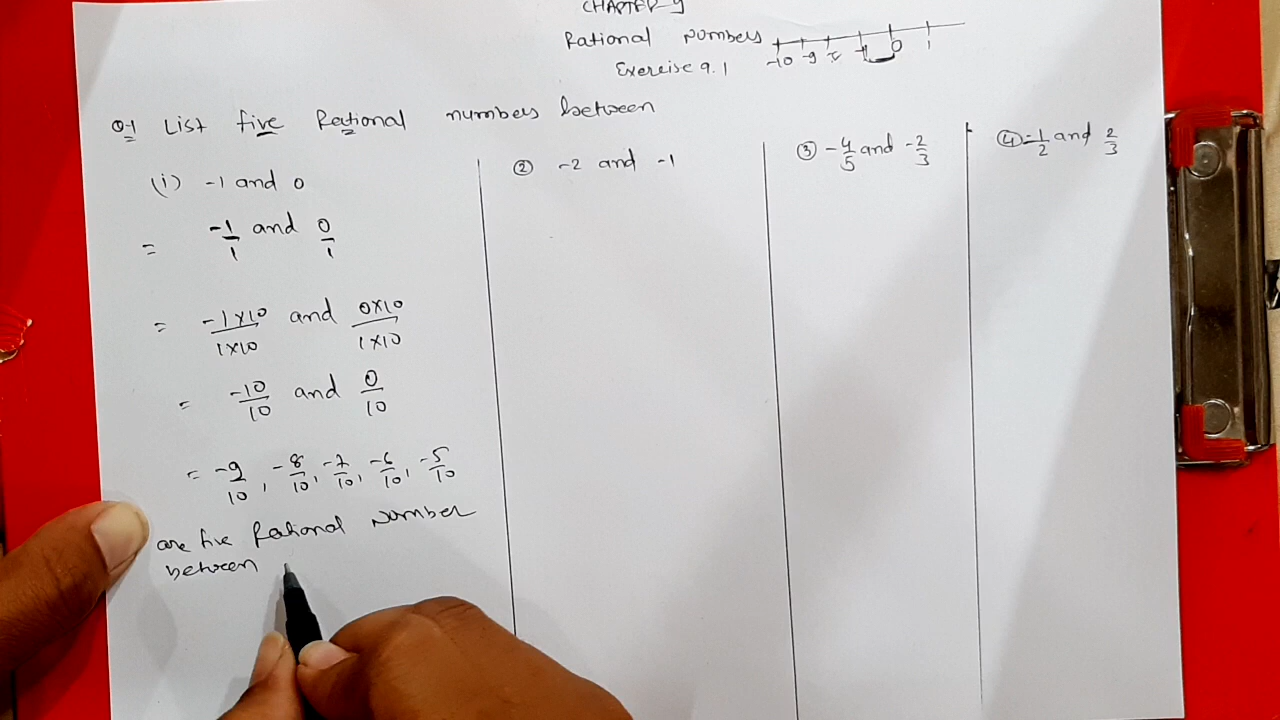 CHAPTER-9
Rational Numbers
-10 -9 -1 0 1
Exercise 9.1
Q.1 List five Rational numbers between
(i) -1 and 0
= -1/1 and 0/1
= -1×10/1×10 and 0×10/1×10
= -10/10 and 0/10
= -9/10, -8/10, -7/10, -6/10, -5/10
are five Rational Number
between
② -2 and -1
③ -4/5 and -2/3
④ -1/2 and 2/3